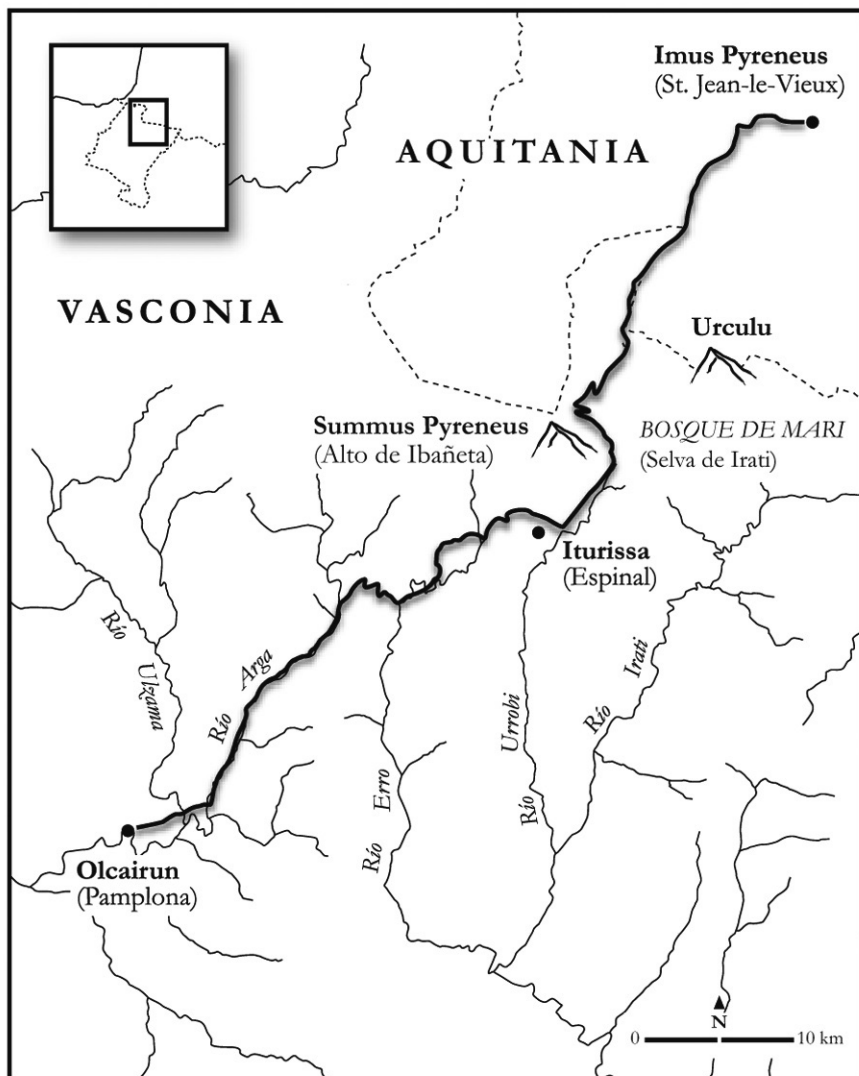 Imus Pyreneus
(St. Jean-le-Vieux)
AQUITANIA
VASCONIA
Urculu
Summus Pyreneus
(Alto de Ibañeta)
BOSQUE DE MARI
(Selva de Irati)
Iturissa
(Espinal)
Río Ulzama
Río Arga
Río Erro
Río Urrobi
Río Irati
Olcairun
(Pamplona)
N
0 10 km